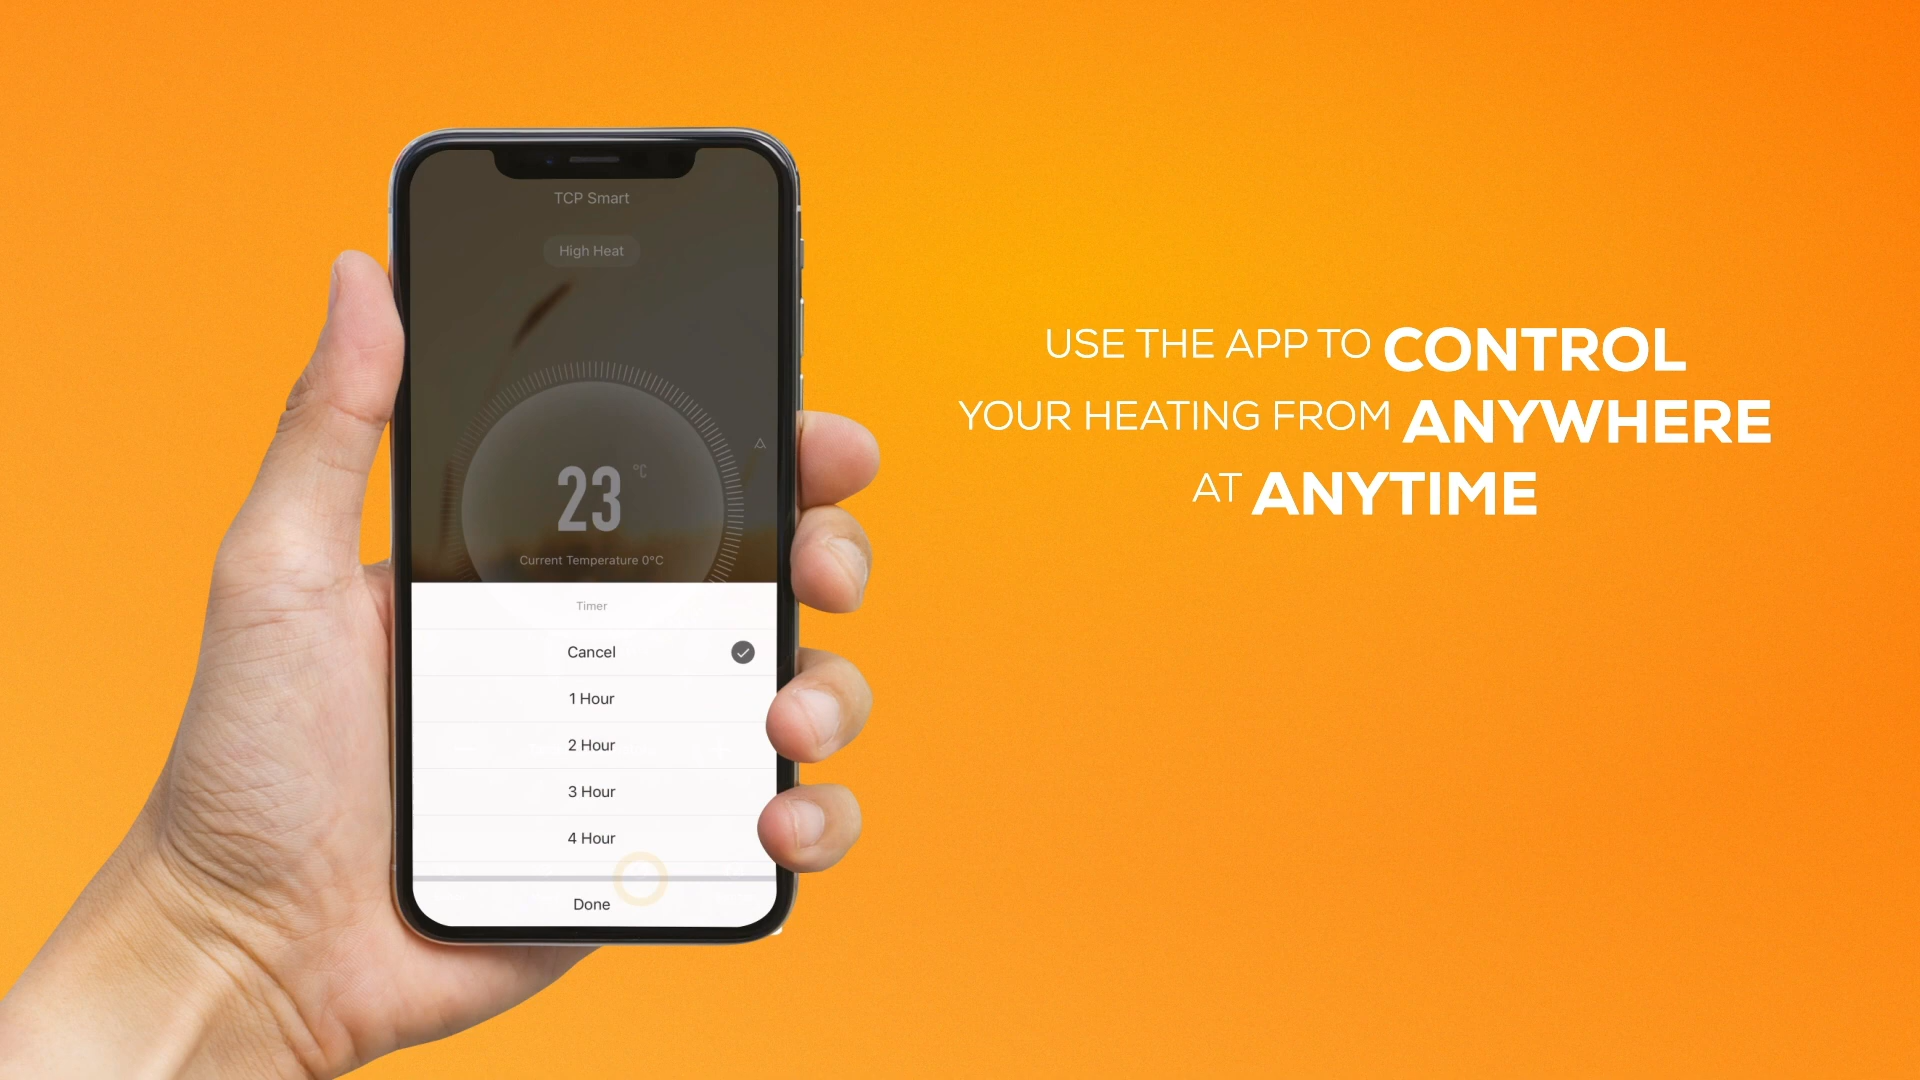 TCP Smart
High Heat
23 °C
Current Temperature 0°C
Timer
Cancel
1 Hour
2 Hour
3 Hour
4 Hour
Done
USE THE APP TO CONTROL
YOUR HEATING FROM ANYWHERE
AT ANYTIME